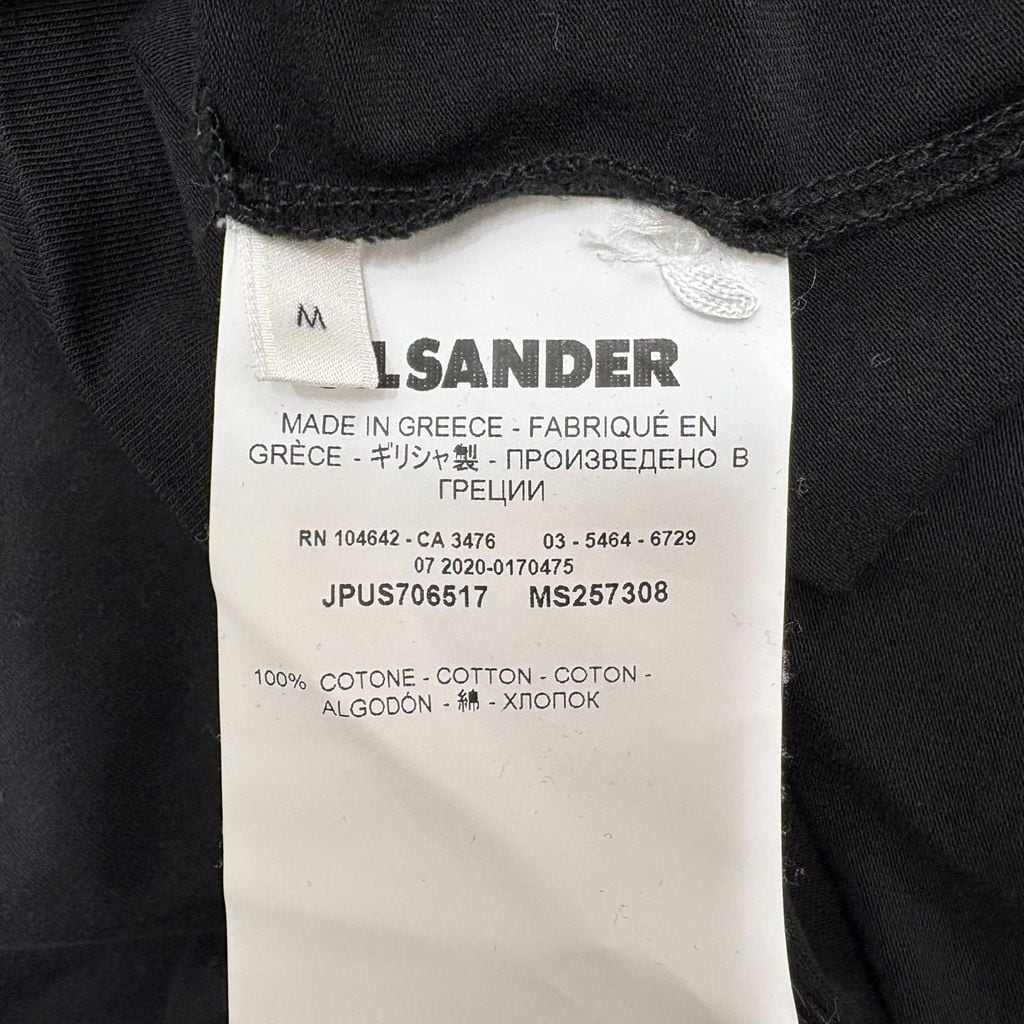 M
SANDER
MADE IN GREECE - FABRIQUÉ EN
GRÈCE - ギリシャ製 - ПРОИЗВЕДЕНО В
ГРЕЦИИ
RN 104642 - CA 3476 03 - 5464 - 6729
07 2020-0170475
JPUS706517 MS257308
100% COTONE - COTTON - COTON -
ALGODÓN - 綿 - ХЛОПОК